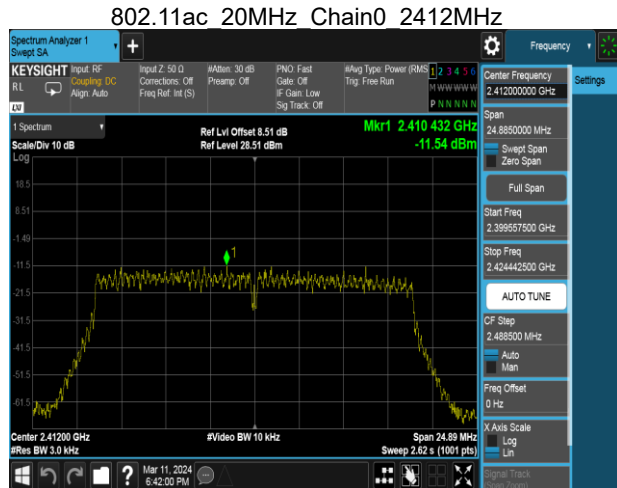 802.11ac_20MHz_Chain0_2412MHz
Spectrum Analyzer 1
Swept SA
Frequency
KEYSIGHT
RL
Input: RF
Coupling: DC
Align: Auto
Input Z: 50 Ω
Corrections: Off
Freq Ref: Int (S)
#Atten: 30 dB
Preamp: Off
PNO: Fast
Gate: Off
IF Gain: Low
Sig Track: Off
#Avg Type: Power (RMS
Trig: Free Run
1 2 3 4 5 6
M W W W W W
P N N N N N
Center Frequency
2.412000000 GHz
Settings
1 Spectrum
Scale/Div 10 dB
Log
Ref Lvl Offset 8.51 dB
Ref Level 28.51 dBm
Mkr1 2.410 432 GHz
-11.54 dBm
Span
24.8850000 MHz
Swept Span
Zero Span
Full Span
Start Freq
2.399557500 GHz
Stop Freq
2.424442500 GHz
AUTO TUNE
CF Step
2.488500 MHz
Auto
Man
Freq Offset
0 Hz
X Axis Scale
Log
Lin
Signal Track
(Span Zoom)
18.5
8.51
-1.49
-11.5
-21.5
-31.5
-41.5
-51.5
-61.5
1
Center 2.41200 GHz
#Res BW 3.0 kHz
#Video BW 10 kHz
Span 24.89 MHz
Sweep 2.62 s (1001 pts)
?
Mar 11, 2024
6:42:00 PM